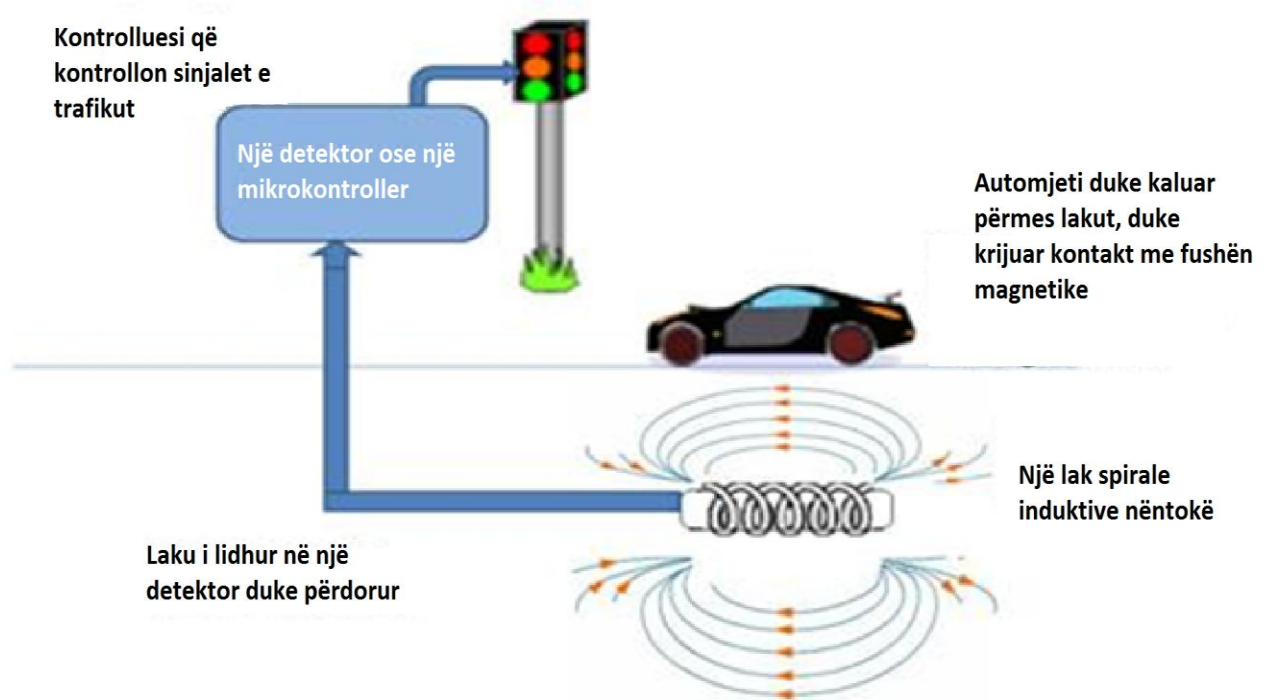 Kontrolluesi që
kontrollon sinjalet e
trafikut
Një detektor ose një
mikrokontroller
Automjeti duke kaluar
përmes lakut, duke
krijuar kontakt me fushën
magnetike
Një lak spirale
induktive nëntokë
Laku i lidhur në një
detektor duke përdorur